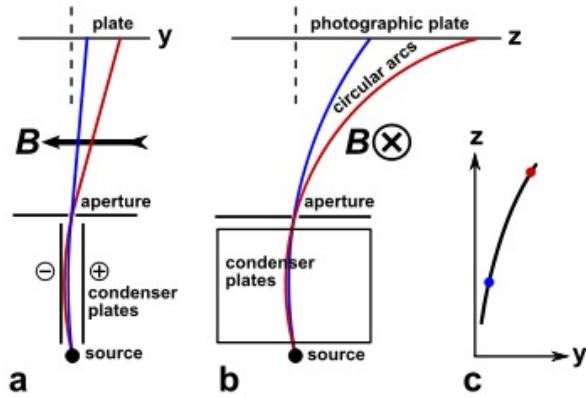 plate
y
B
aperture
− +
condenser
plates
source
a
photographic plate
z
circular arcs
B
aperture
condenser
plates
source
b
z
y
c